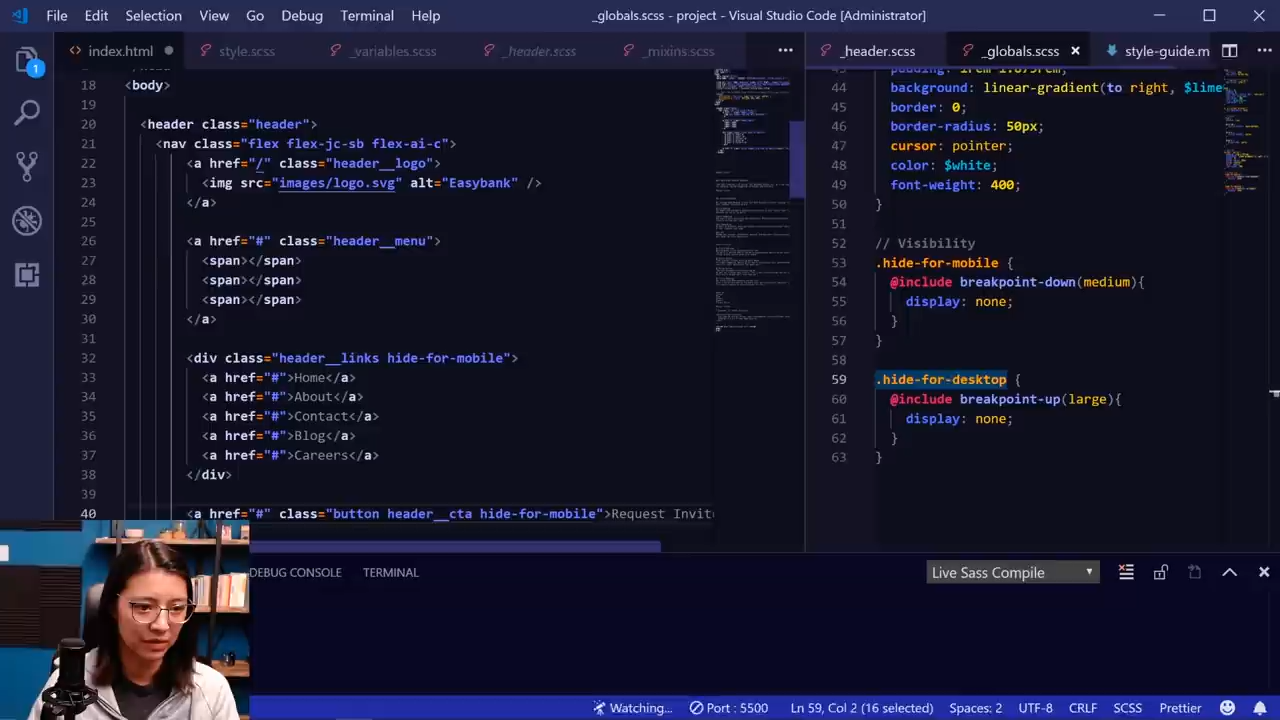 File Edit Selection View Go Debug Terminal Help
_globals.scss - project - Visual Studio Code [Administrator]
index.html
style.scss
_variables.scss
_header.scss
_mixins.scss
_header.scss
_globals.scss
style-guide.m
1
18 <body>
19
20 <header class="header">
21 <nav class="flex flex-jc-sb flex-ai-c">
22 <a href="/" class="header__logo">
23 <img src="images/logo.svg" alt="Easybank" />
24 </a>
25
26 <a href="#" class="header__menu">
27 <span></span>
28 <span></span>
29 <span></span>
30 </a>
31
32 <div class="header__links hide-for-mobile">
33 <a href="#">Home</a>
34 <a href="#">About</a>
35 <a href="#">Contact</a>
36 <a href="#">Blog</a>
37 <a href="#">Careers</a>
38 </div>
39
40 <a href="#" class="button header__cta hide-for-mobile">Request Invit
background: linear-gradient(to right, $lime
border: 0;
46 border-radius: 50px;
47 cursor: pointer;
48 color: $white;
49 font-weight: 400;
50 }
51
52 // Visibility
53 .hide-for-mobile {
54 @include breakpoint-down(medium){
55 display: none;
56 }
57 }
58
59 .hide-for-desktop {
60 @include breakpoint-up(large){
61 display: none;
62 }
63 }
DEBUG CONSOLE
TERMINAL
Live Sass Compile
Watching...
Port : 5500
Ln 59, Col 2 (16 selected)
Spaces: 2
UTF-8
CRLF
SCSS
Prettier